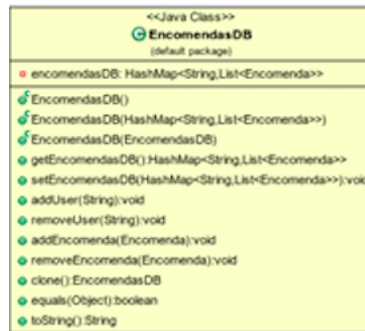 <<Java Class>>
EncomendasDB
(default package)
encomendasDB: HashMap<String,List<Encomenda>>
EncomendasDB()
EncomendasDB(HashMap<String,List<Encomenda>>)
EncomendasDB(EncomendasDB)
getEncomendasDB():HashMap<String,List<Encomenda>>
setEncomendasDB(HashMap<String,List<Encomenda>>):void
addUser(String):void
removeUser(String):void
addEncomenda(Encomenda):void
removeEncomenda(Encomenda):void
clone():EncomendasDB
equals(Object):boolean
toString():String